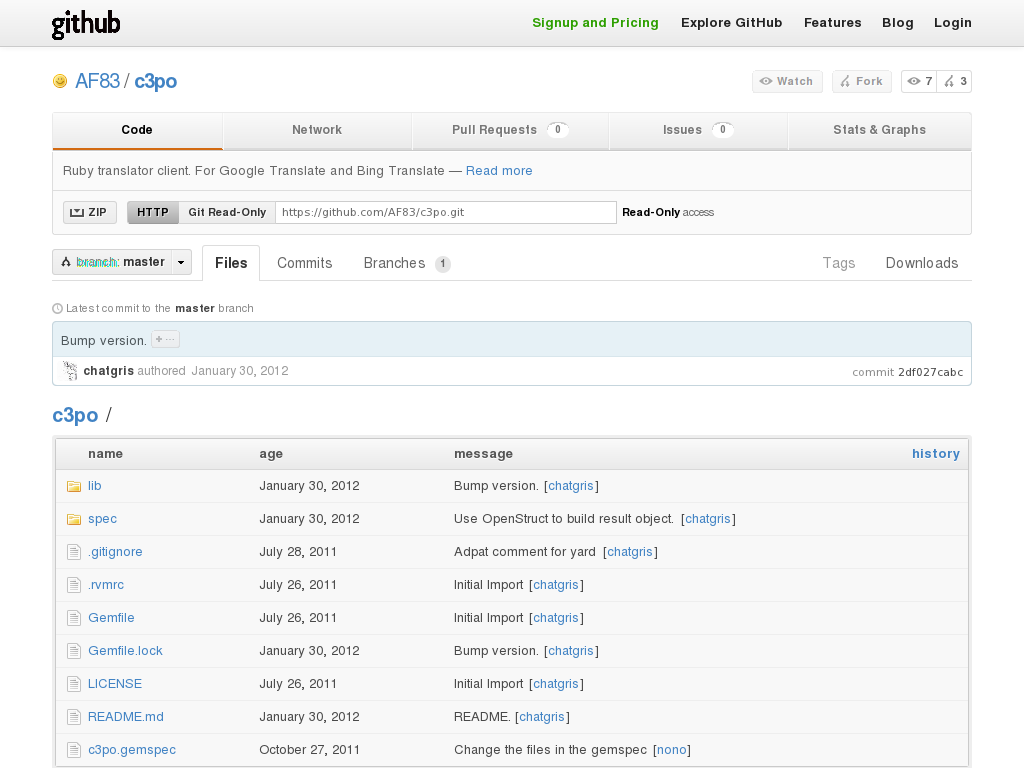 github
Signup and Pricing Explore GitHub Features Blog Login
AF83 / c3po
Watch Fork 7 3
Code Network Pull Requests 0 Issues 0 Stats & Graphs
Ruby translator client. For Google Translate and Bing Translate — Read more
ZIP HTTP Git Read-Only https://github.com/AF83/c3po.git Read-Only access
branch: master Files Commits Branches 1 Tags Downloads
Latest commit to the master branch
Bump version.
chatgris authored January 30, 2012 commit 2df027cabc
c3po /
name age message history
lib January 30, 2012 Bump version. [chatgris]
spec January 30, 2012 Use OpenStruct to build result object. [chatgris]
.gitignore July 28, 2011 Adpat comment for yard [chatgris]
.rvmrc July 26, 2011 Initial Import [chatgris]
Gemfile July 26, 2011 Initial Import [chatgris]
Gemfile.lock January 30, 2012 Bump version. [chatgris]
LICENSE July 26, 2011 Initial Import [chatgris]
README.md January 30, 2012 README. [chatgris]
c3po.gemspec October 27, 2011 Change the files in the gemspec [nono]